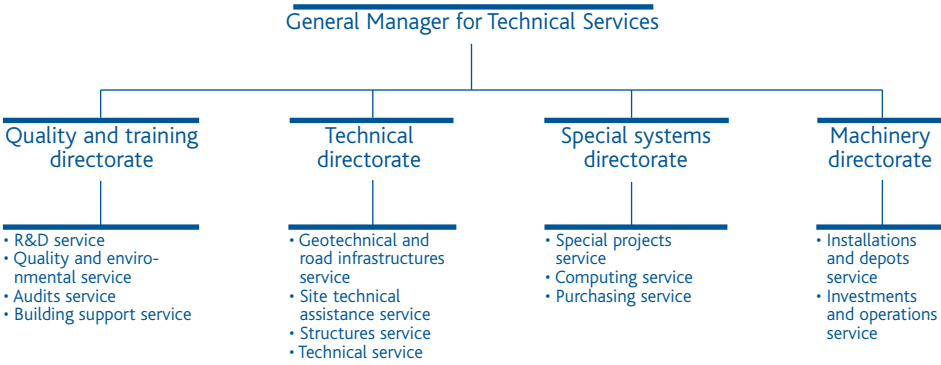 General Manager for Technical Services
Quality and training
directorate
Technical
directorate
Special systems
directorate
Machinery
directorate
• R&D service
• Quality and enviro-
nmental service
• Audits service
• Building support service
• Geotechnical and
road infrastructures
service
• Site technical
assistance service
• Structures service
• Technical service
• Special projects
service
• Computing service
• Purchasing service
• Installations
and depots
service
• Investments
and operations
service